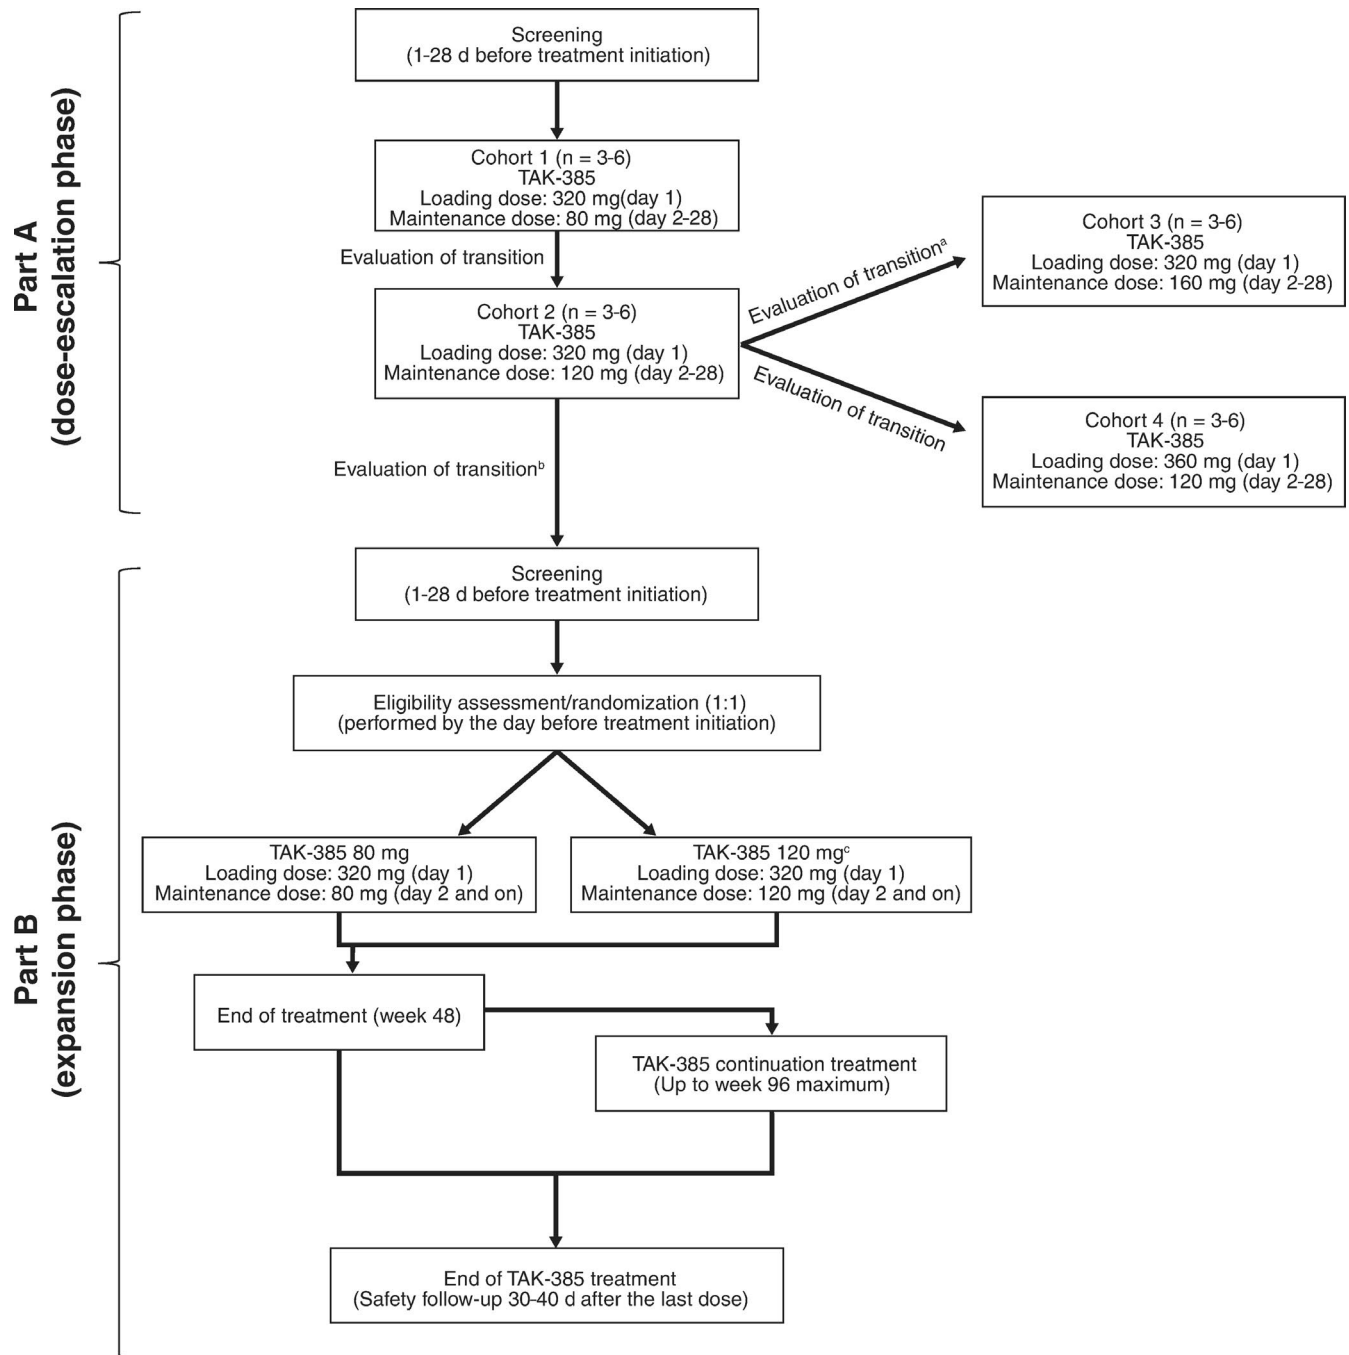 Part A
(dose-escalation phase)
Screening
(1-28 d before treatment initiation)
Cohort 1 (n = 3-6)
TAK-385
Loading dose: 320 mg(day 1)
Maintenance dose: 80 mg (day 2-28)
Evaluation of transition
Cohort 2 (n = 3-6)
TAK-385
Loading dose: 320 mg (day 1)
Maintenance dose: 120 mg (day 2-28)
Evaluation of transitionᵃ
Cohort 3 (n = 3-6)
TAK-385
Loading dose: 320 mg (day 1)
Maintenance dose: 160 mg (day 2-28)
Evaluation of transition
Cohort 4 (n = 3-6)
TAK-385
Loading dose: 360 mg (day 1)
Maintenance dose: 120 mg (day 2-28)
Evaluation of transitionᵇ
Part B
(expansion phase)
Screening
(1-28 d before treatment initiation)
Eligibility assessment/randomization (1:1)
(performed by the day before treatment initiation)
TAK-385 80 mg
Loading dose: 320 mg (day 1)
Maintenance dose: 80 mg (day 2 and on)
TAK-385 120 mgᶜ
Loading dose: 320 mg (day 1)
Maintenance dose: 120 mg (day 2 and on)
End of treatment (week 48)
TAK-385 continuation treatment
(Up to week 96 maximum)
End of TAK-385 treatment
(Safety follow-up 30-40 d after the last dose)